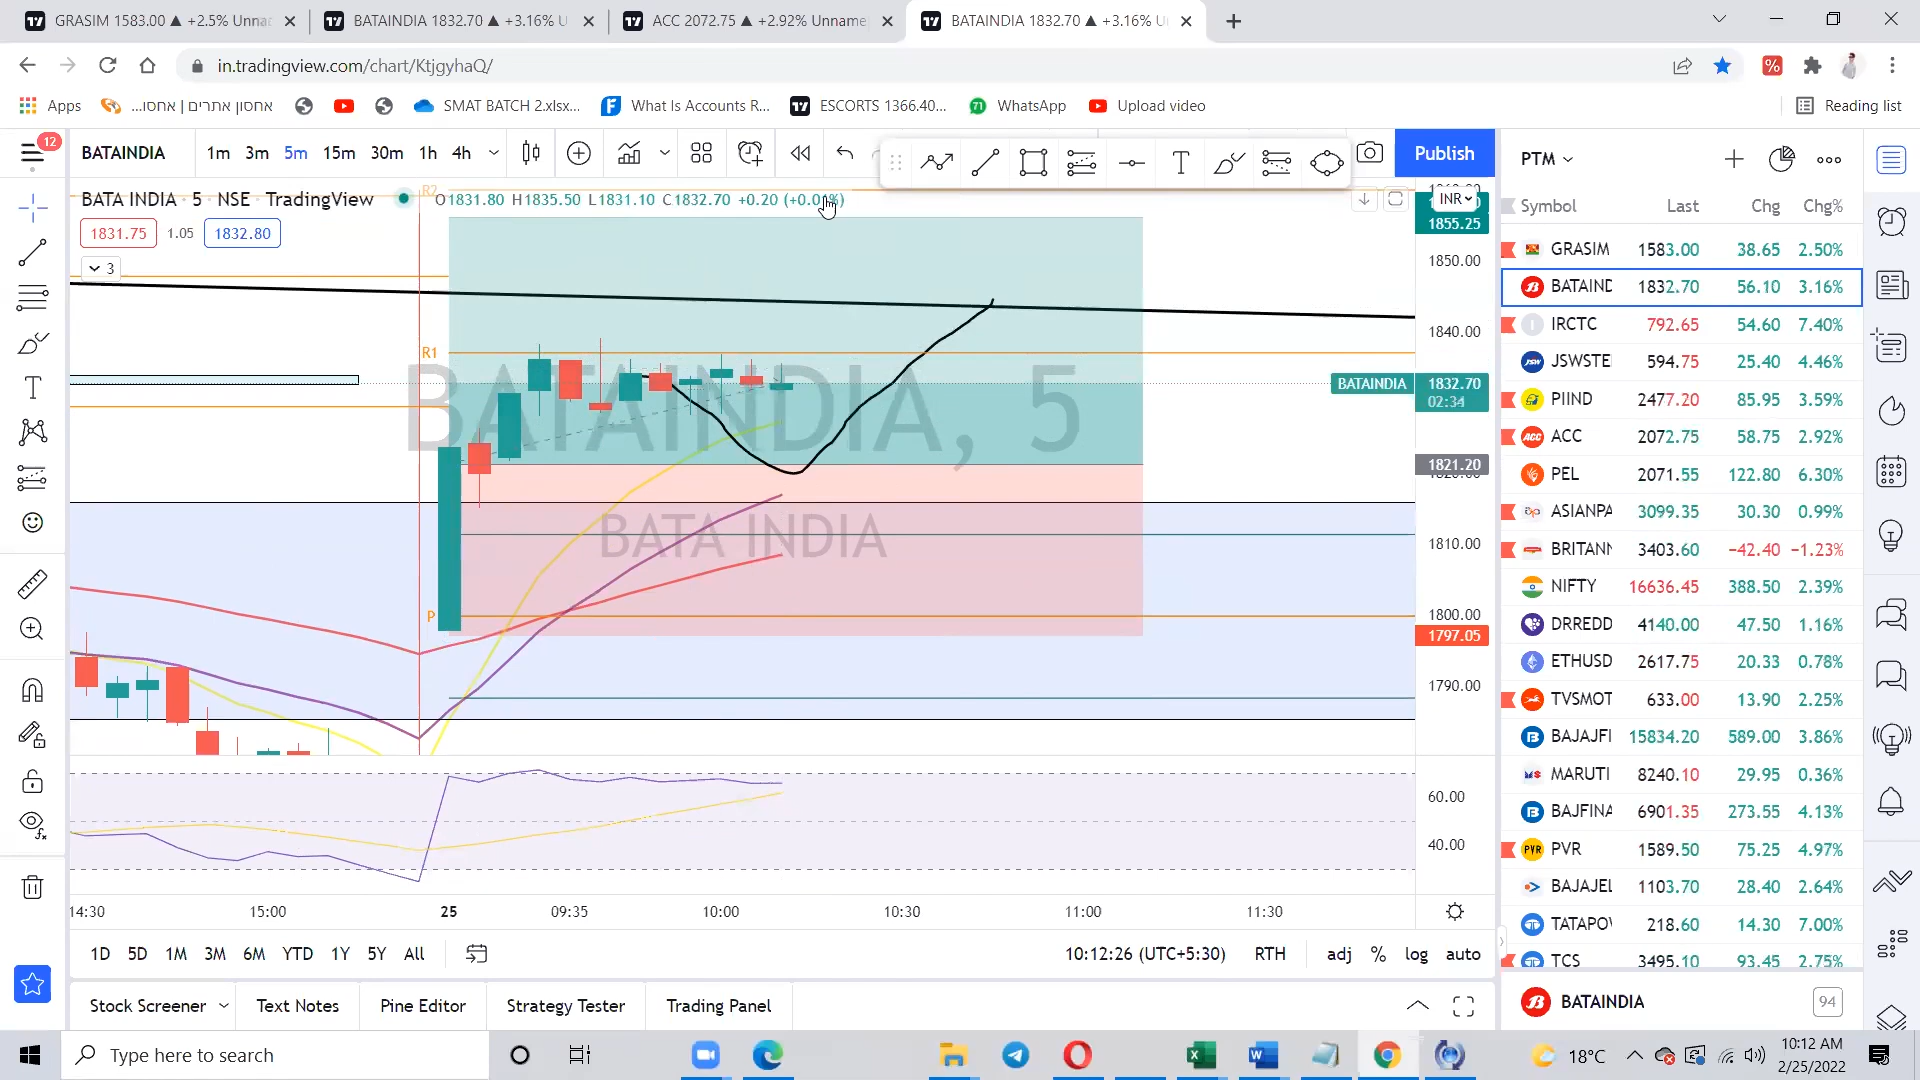 GRASIM 1583.00 ▲ +2.5% Unna
BATAINDIA 1832.70 ▲ +3.16% U
ACC 2072.75 ▲ +2.92% Unname
BATAINDIA 1832.70 ▲ +3.16% U
in.tradingview.com/chart/KtjgyhaQ/
Apps
אחסון אתרים | אחסו...
SMAT BATCH 2.xlsx...
What Is Accounts R...
ESCORTS 1366.40...
WhatsApp
Upload video
Reading list
12
BATAINDIA
1m 3m 5m 15m 30m 1h 4h
Publish
PTM
BATA INDIA · 5 · NSE · TradingView
O1831.80 H1835.50 L1831.10 C1832.70 +0.20 (+0.01%)
INR
1831.75 1.05 1832.80
3
R2
R1
P
BATAINDIA, 5
BATA INDIA
1855.25
1850.00
1840.00
BATAINDIA 1832.70
02:34
1821.20
1810.00
1800.00
1797.05
1790.00
60.00
40.00
14:30 15:00 25 09:35 10:00 10:30 11:00 11:30
1D 5D 1M 3M 6M YTD 1Y 5Y All
10:12:26 (UTC+5:30) RTH adj % log auto
Stock Screener Text Notes Pine Editor Strategy Tester Trading Panel
Symbol Last Chg Chg%
GRASIM 1583.00 38.65 2.50%
BATAIND 1832.70 56.10 3.16%
IRCTC 792.65 54.60 7.40%
JSWSTE 594.75 25.40 4.46%
PIIND 2477.20 85.95 3.59%
ACC 2072.75 58.75 2.92%
PEL 2071.55 122.80 6.30%
ASIANPA 3099.35 30.30 0.99%
BRITANN 3403.60 −42.40 −1.23%
NIFTY 16636.45 388.50 2.39%
DRREDD 4140.00 47.50 1.16%
ETHUSD 2617.75 20.33 0.78%
TVSMOT 633.00 13.90 2.25%
BAJAJFI 15834.20 589.00 3.86%
MARUTI 8240.10 29.95 0.36%
BAJFINA 6901.35 273.55 4.13%
PVR 1589.50 75.25 4.97%
BAJAJEL 1103.70 28.40 2.64%
TATAPO 218.60 14.30 7.00%
TCS 3495.10 93.45 2.75%
BATAINDIA 94
Type here to search
18°C
10:12 AM
2/25/2022